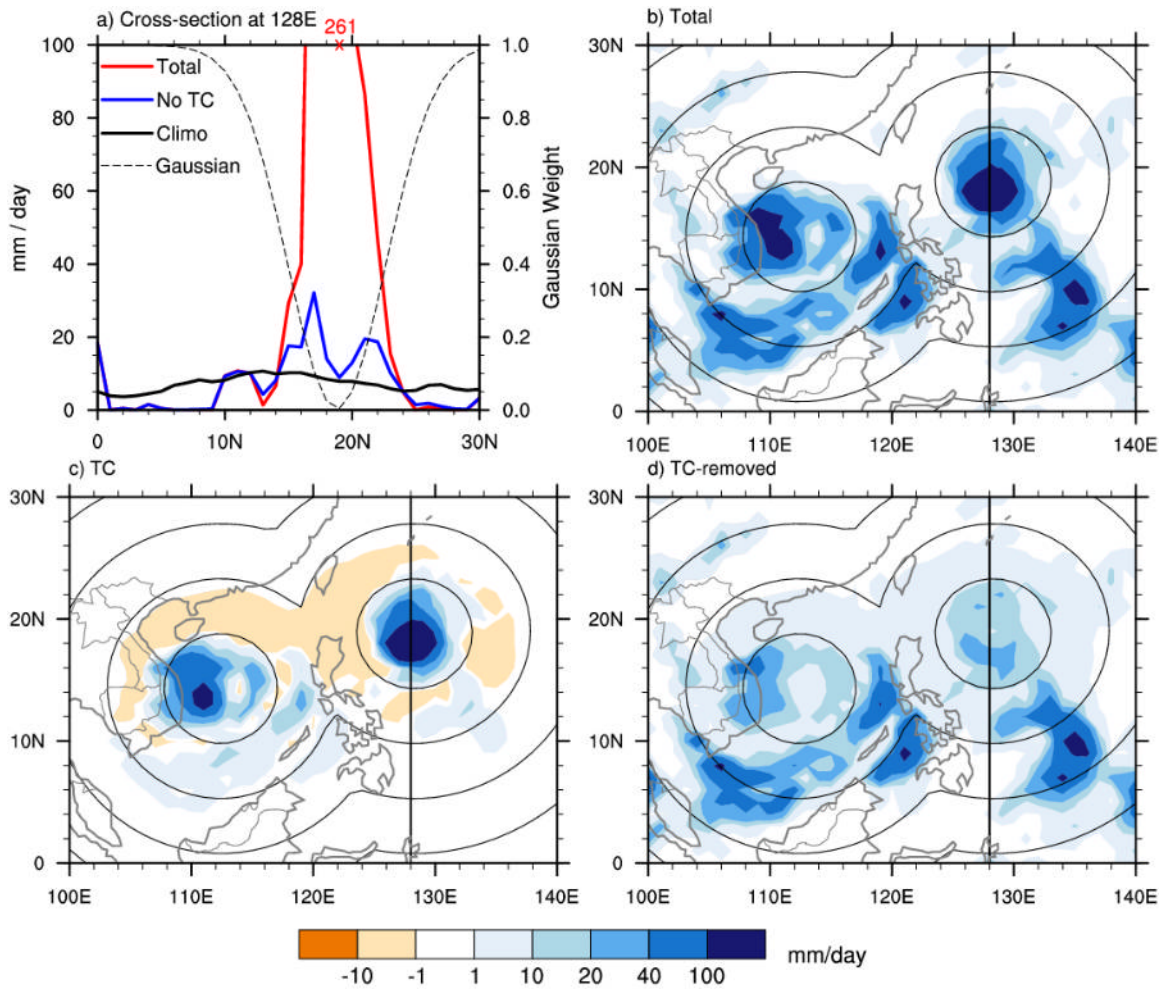 a) Cross-section at 128E
261
100
80
60
40
20
0
mm / day
Total
No TC
Climo
Gaussian
1.0
0.8
0.6
0.4
0.2
0.0
Gaussian Weight
0 10N 20N 30N
b) Total
30N
20N
10N
0
100E 110E 120E 130E 140E
c) TC
30N
20N
10N
0
100E 110E 120E 130E 140E
d) TC-removed
30N
20N
10N
0
100E 110E 120E 130E 140E
-10 -1 1 10 20 40 100
mm/day